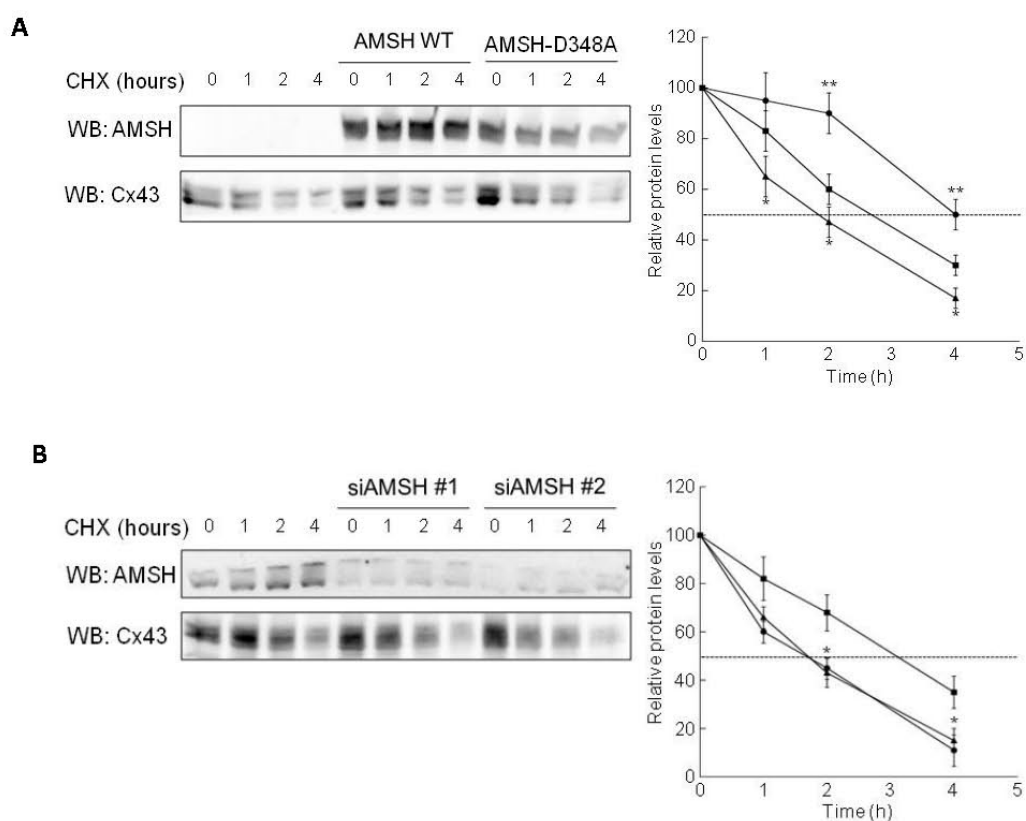 A
AMSH WT AMSH-D348A
CHX (hours) 0 1 2 4 0 1 2 4 0 1 2 4
WB: AMSH
WB: Cx43
120
100
80
60
40
20
0
Relative protein levels
**
**
*
*
*
0 1 2 3 4 5
Time (h)
B
siAMSH #1 siAMSH #2
CHX (hours) 0 1 2 4 0 1 2 4 0 1 2 4
WB: AMSH
WB: Cx43
120
100
80
60
40
20
0
Relative protein levels
*
*
0 1 2 3 4 5
Time (h)